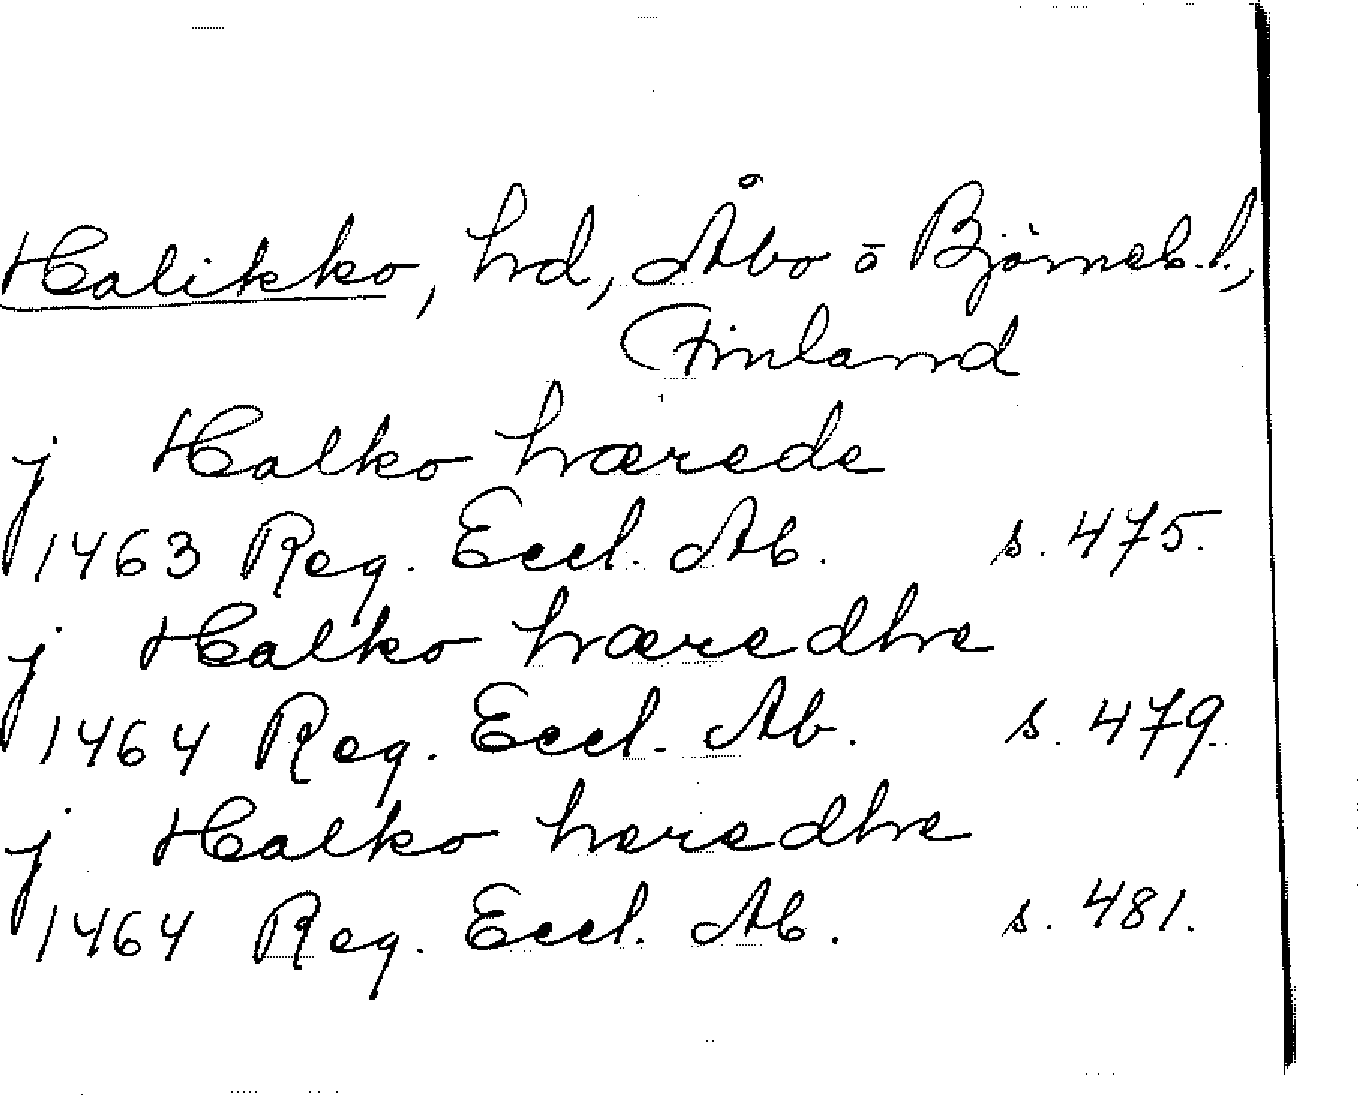 Halikko, hd, Åbo o Björneb.l.,
Finland
j Halko hærede
1463 Reg. Eccl. Ab. s. 475.
j Halko hæredhe
1464 Reg. Eccl. Ab. s. 479.
j Halko heredhe
1464 Reg. Eccl. Ab. s. 481.